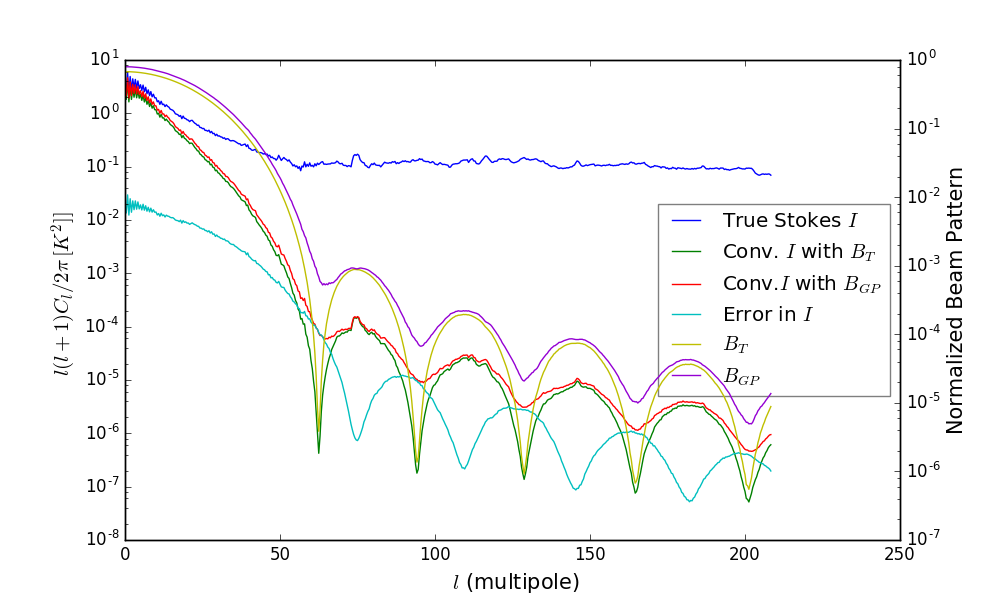 10^1
10^0
10^-1
10^-2
10^-3
10^-4
10^-5
10^-6
10^-7
10^-8
l(l+1)C_l/2π [K^2]]
0
50
100
150
200
250
l (multipole)
10^0
10^-1
10^-2
10^-3
10^-4
10^-5
10^-6
10^-7
Normalized Beam Pattern
True Stokes I
Conv. I with B_T
Conv.I with B_GP
Error in I
B_T
B_GP